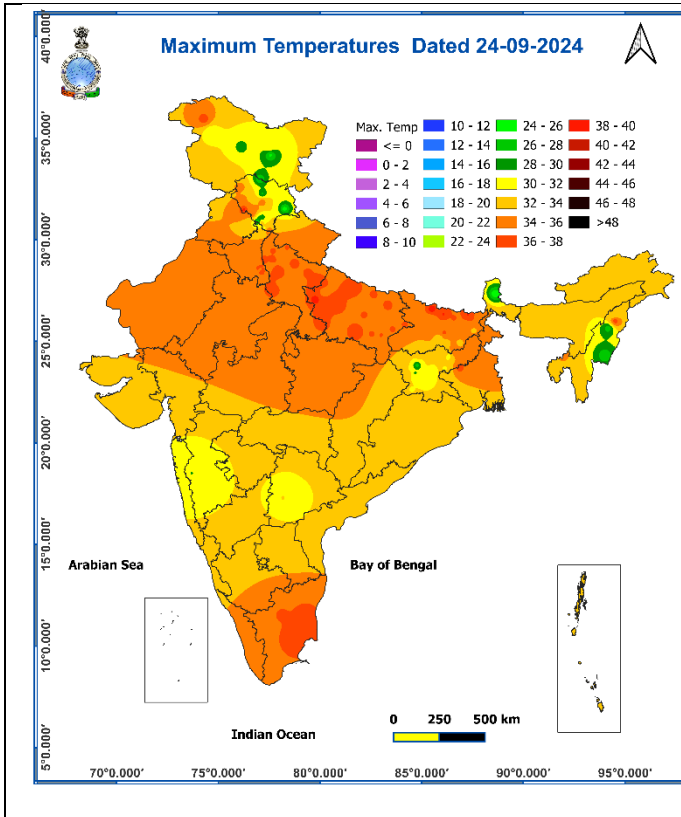 Maximum Temperatures Dated 24-09-2024
Max. Temp
<= 0
0 - 2
2 - 4
4 - 6
6 - 8
8 - 10
10 - 12
12 - 14
14 - 16
16 - 18
18 - 20
20 - 22
22 - 24
24 - 26
26 - 28
28 - 30
30 - 32
32 - 34
34 - 36
36 - 38
38 - 40
40 - 42
42 - 44
44 - 46
46 - 48
>48
40°0.000'
35°0.000'
30°0.000'
25°0.000'
20°0.000'
15°0.000'
10°0.000'
5°0.000'
Arabian Sea
Bay of Bengal
Indian Ocean
0 250 500 km
70°0.000' 75°0.000' 80°0.000' 85°0.000' 90°0.000' 95°0.000'